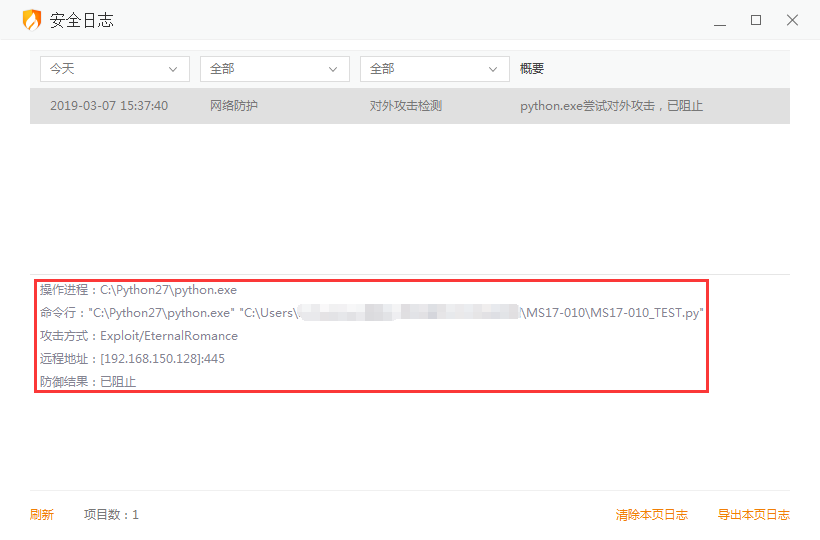 安全日志
今天 全部 全部 概要
2019-03-07 15:37:40 网络防护 对外攻击检测 python.exe尝试对外攻击，已阻止
操作进程：C:\Python27\python.exe
命令行："C:\Python27\python.exe" "C:\Users\ \MS17-010\MS17-010_TEST.py"
攻击方式：Exploit/EternalRomance
远程地址：[192.168.150.128]:445
防御结果：已阻止
刷新 项目数：1 清除本页日志 导出本页日志